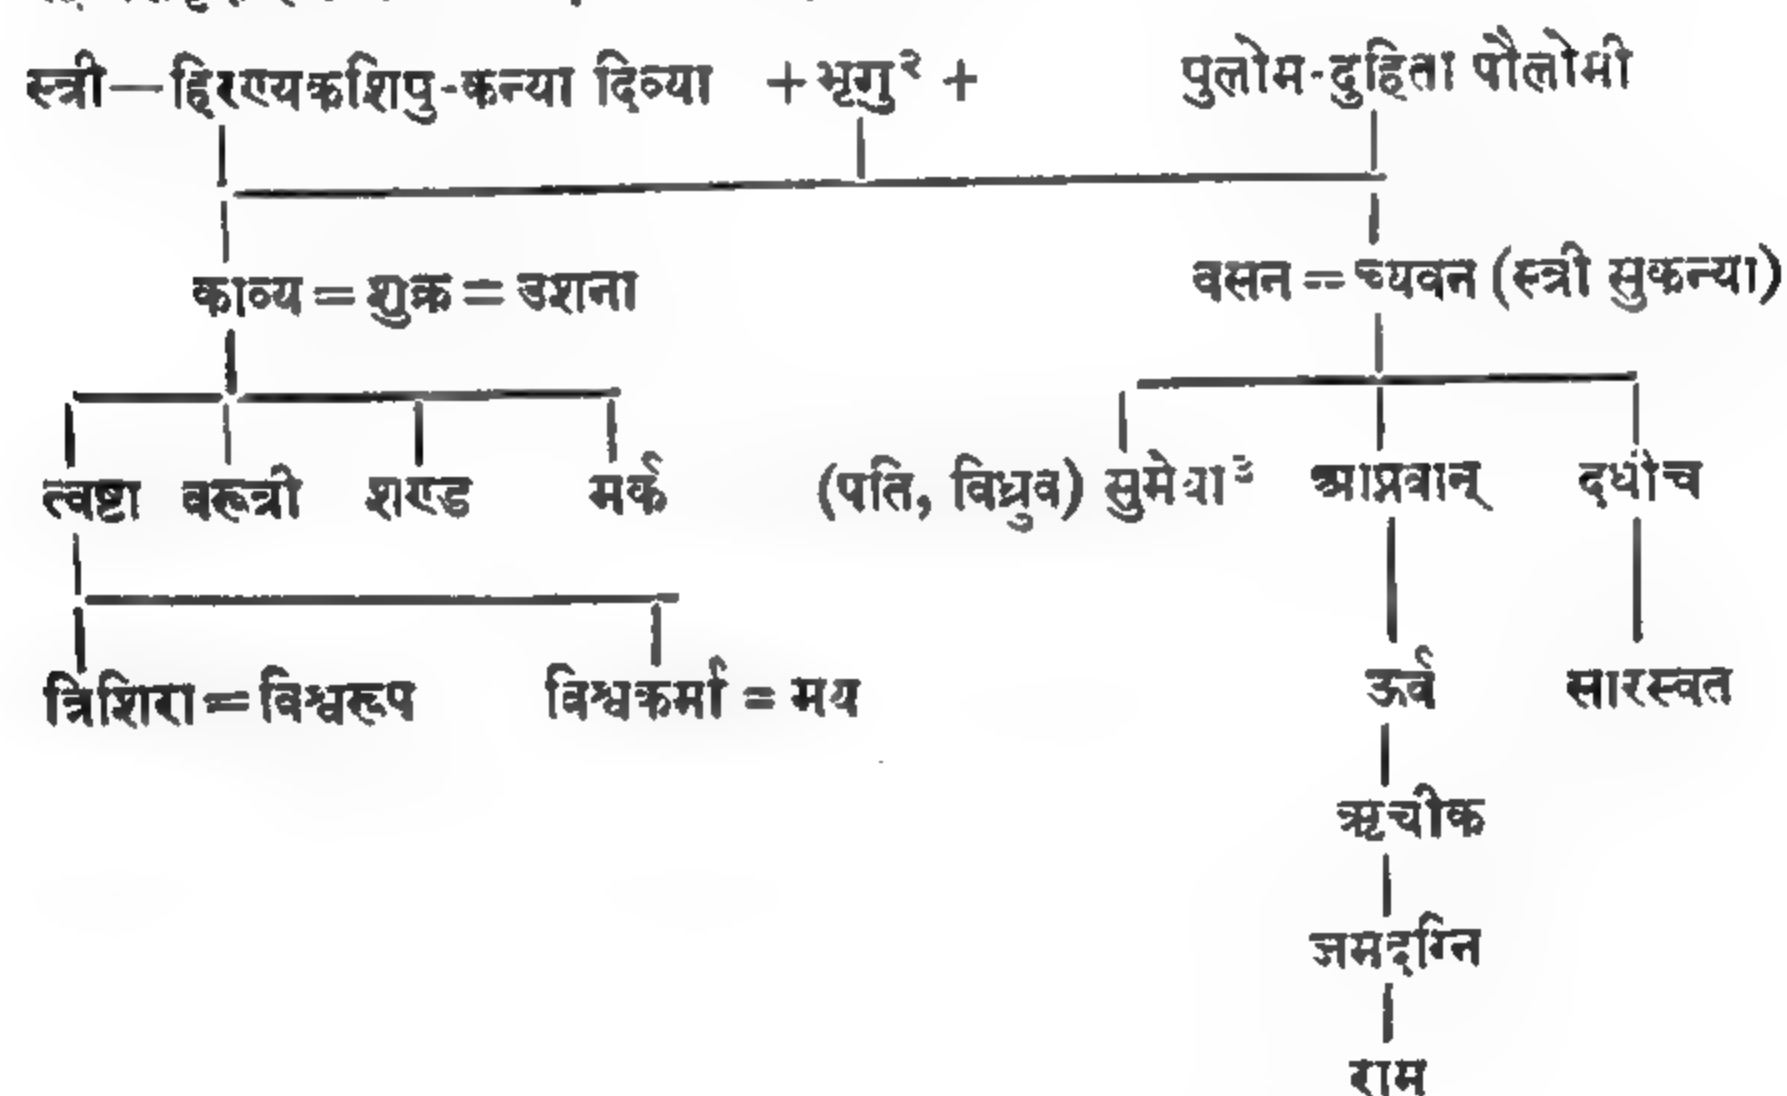 स्त्री—हिरण्यकशिपु-कन्या दिव्या +भृगु²+ पुलोम-दुहिता पौलोमी
काव्य=शुक्र=उशना वसन=च्यवन (स्त्री सुकन्या)
त्वष्टा वरूत्री शण्ड मर्क (पति, विध्रुव) सुमेधा³ आप्नवान् दधीच
त्रिशिरा=विश्वरूप विश्वकर्मा = मय ऊर्व सारस्वत
ऋचीक
जमदग्नि
राम